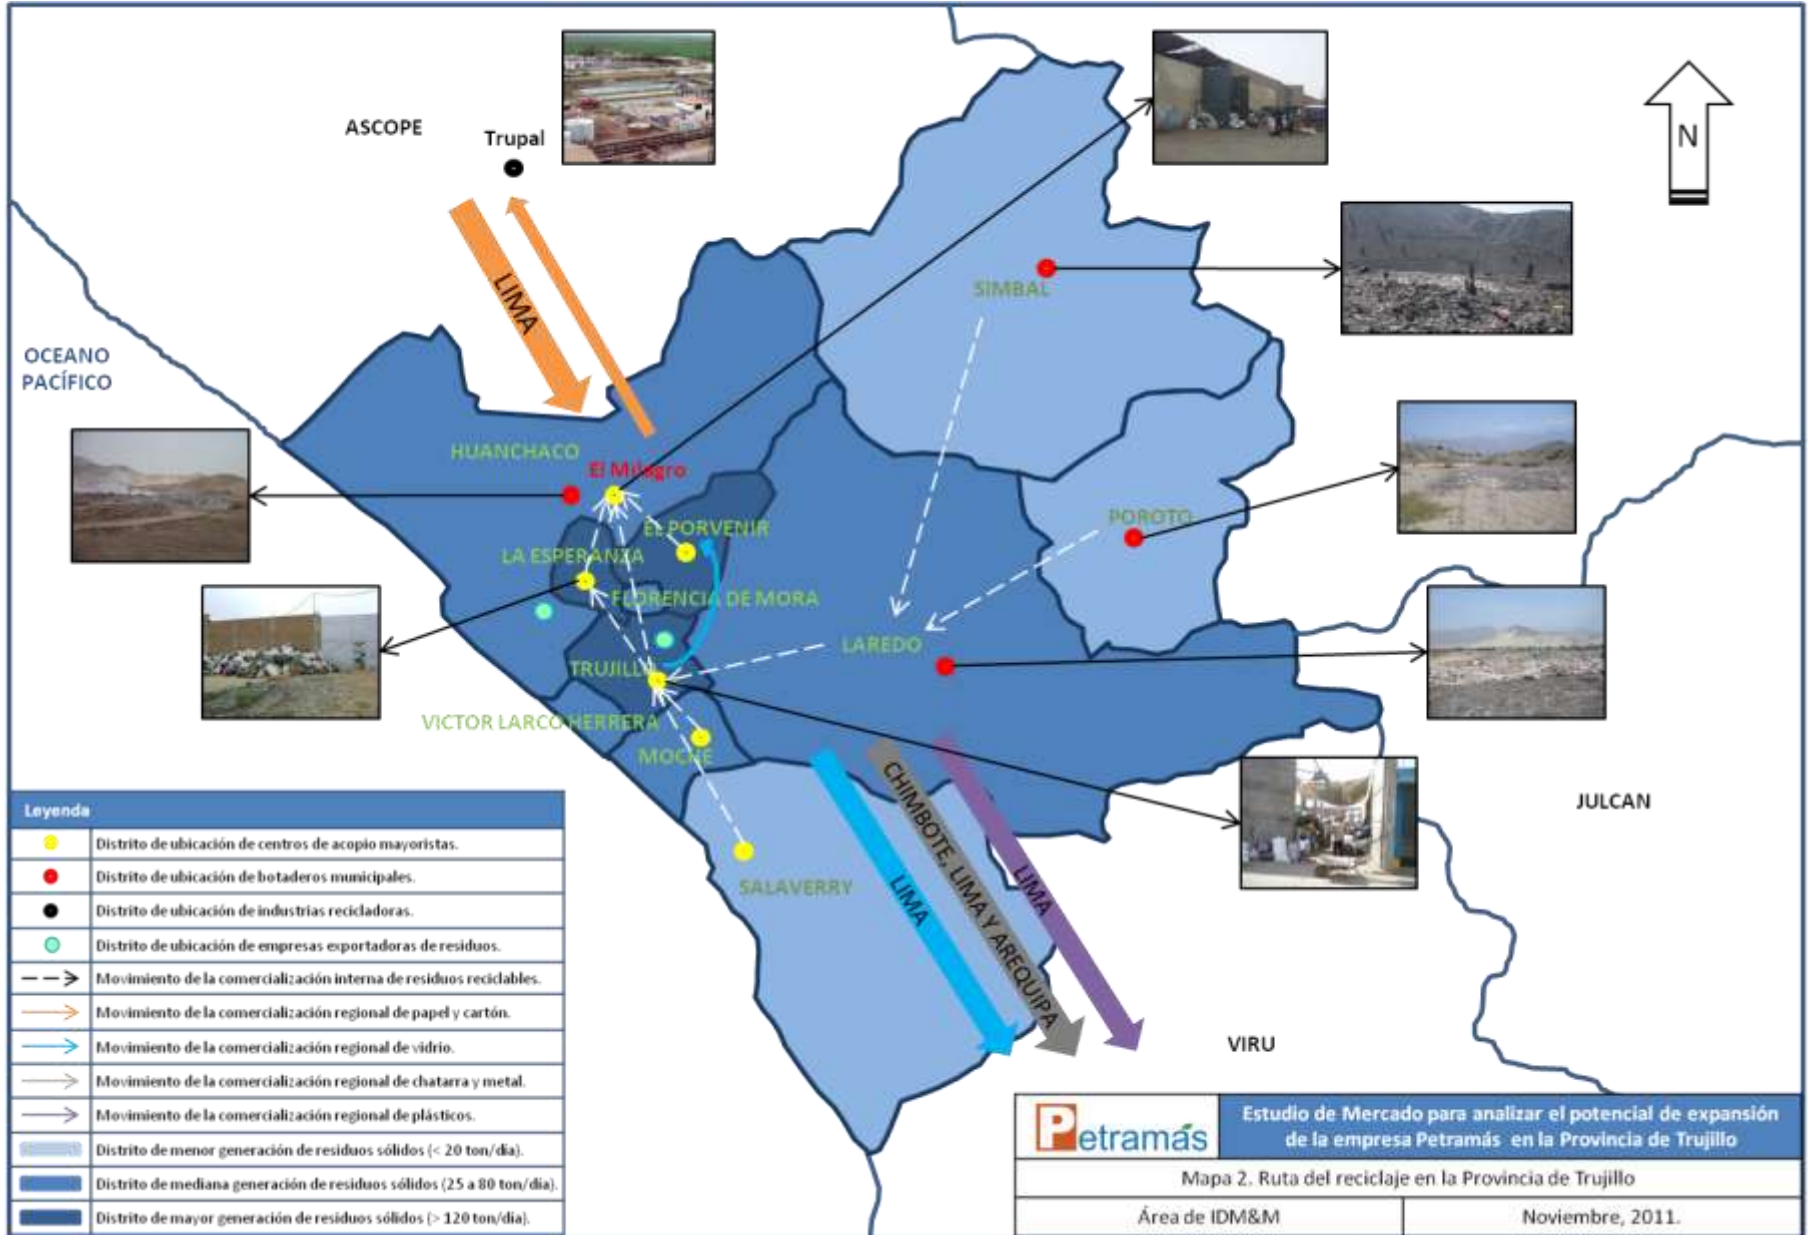 ASCOPE
Trupal
N
LIMA
SIMBAL
OCEANO
PACÍFICO
HUANCHACO
El Milagro
POROTO
EL PORVENIR
LA ESPERANZA
FLORENCIA DE MORA
LAREDO
TRUJILLO
VICTOR LARCO HERRERA
MOCHE
CHIMBOTE, LIMA Y AREQUIPA
LIMA
LIMA
JULCAN
SALAVERRY
VIRU
Leyenda
Distrito de ubicación de centros de acopio mayoristas.
Distrito de ubicación de botaderos municipales.
Distrito de ubicación de industrias recicladoras.
Distrito de ubicación de empresas exportadoras de residuos.
Movimiento de la comercialización interna de residuos reciclables.
Movimiento de la comercialización regional de papel y cartón.
Movimiento de la comercialización regional de vidrio.
Movimiento de la comercialización regional de chatarra y metal.
Movimiento de la comercialización regional de plásticos.
Distrito de menor generación de residuos sólidos (< 20 ton/día).
Distrito de mediana generación de residuos sólidos (25 a 80 ton/día).
Distrito de mayor generación de residuos sólidos (> 120 ton/día).
Petramás
Estudio de Mercado para analizar el potencial de expansión
de la empresa Petramás en la Provincia de Trujillo
Mapa 2. Ruta del reciclaje en la Provincia de Trujillo
Área de IDM&M
Noviembre, 2011.